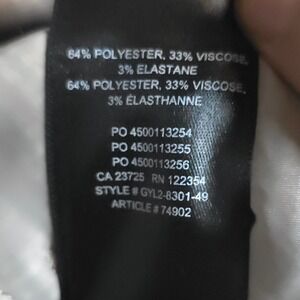 64% POLYESTER, 33% VISCOSE,
3% ELASTANE
64% POLYESTER, 33% VISCOSE,
3% ÉLASTHANNE
PO 4500113254
PO 4500113255
PO 4500113256
CA 23725 RN 122354
STYLE # GYL2-8301-49
ARTICLE # 74902